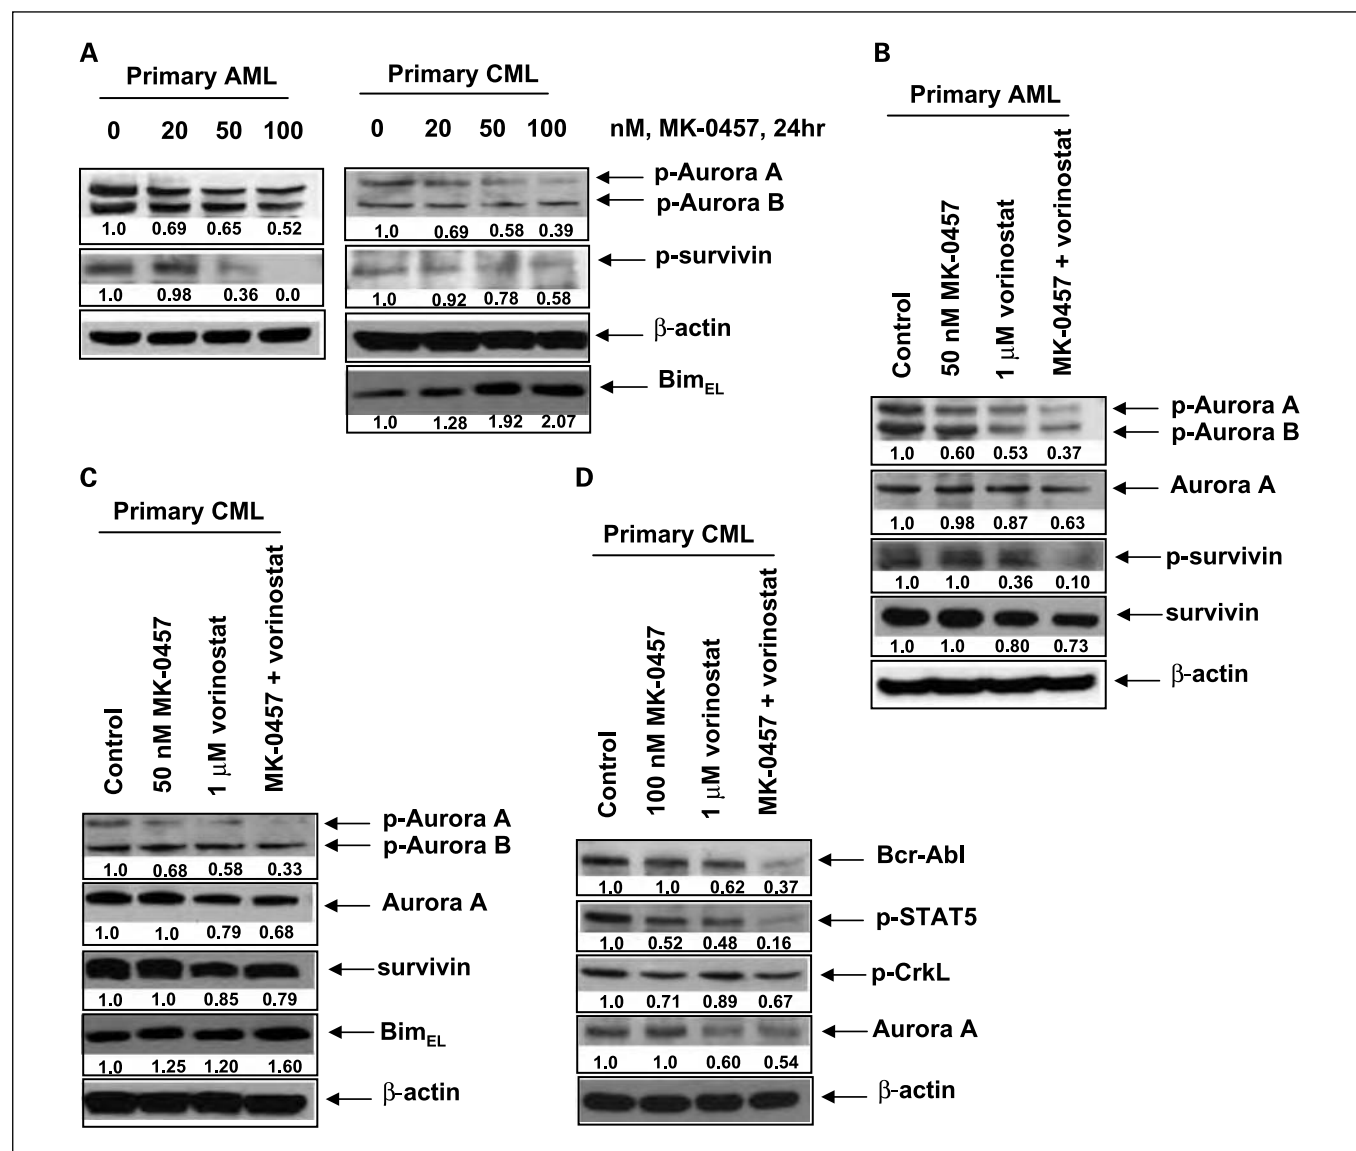 A
Primary AML
0 20 50 100
1.0 0.69 0.65 0.52
1.0 0.98 0.36 0.0
Primary CML
0 20 50 100 nM, MK-0457, 24hr
p-Aurora A
p-Aurora B
1.0 0.69 0.58 0.39
p-survivin
1.0 0.92 0.78 0.58
β-actin
BimEL
1.0 1.28 1.92 2.07
B
Primary AML
Control
50 nM MK-0457
1 μM vorinostat
MK-0457 + vorinostat
p-Aurora A
p-Aurora B
1.0 0.60 0.53 0.37
Aurora A
1.0 0.98 0.87 0.63
p-survivin
1.0 1.0 0.36 0.10
survivin
1.0 1.0 0.80 0.73
β-actin
C
Primary CML
Control
50 nM MK-0457
1 μM vorinostat
MK-0457 + vorinostat
p-Aurora A
p-Aurora B
1.0 0.68 0.58 0.33
Aurora A
1.0 1.0 0.79 0.68
survivin
1.0 1.0 0.85 0.79
BimEL
1.0 1.25 1.20 1.60
β-actin
D
Primary CML
Control
100 nM MK-0457
1 μM vorinostat
MK-0457 + vorinostat
Bcr-Abl
1.0 1.0 0.62 0.37
p-STAT5
1.0 0.52 0.48 0.16
p-CrkL
1.0 0.71 0.89 0.67
Aurora A
1.0 1.0 0.60 0.54
β-actin